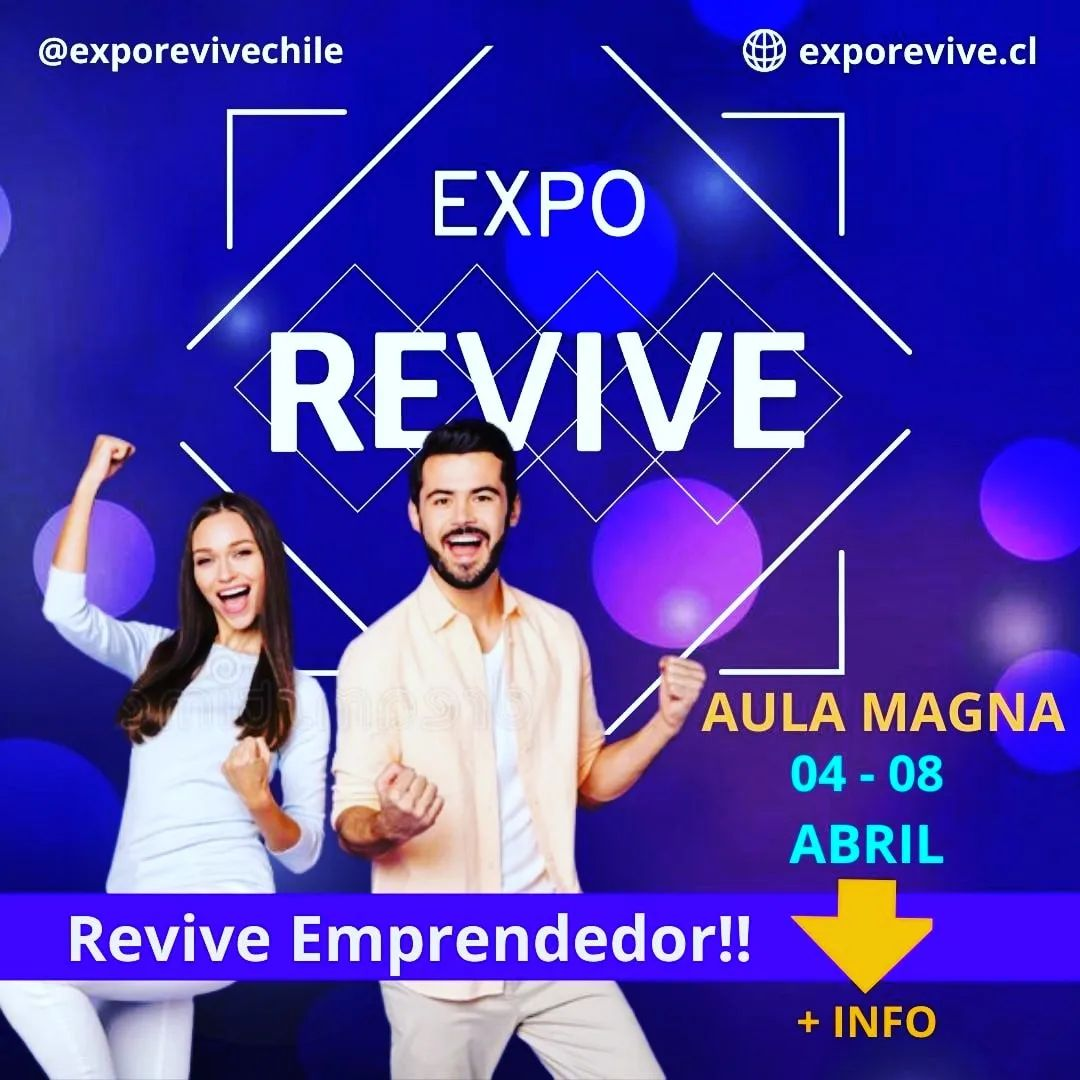 @exporevivechile
exporevive.cl
EXPO
REVIVE
AULA MAGNA
04 - 08
ABRIL
Revive Emprendedor!!
+ INFO